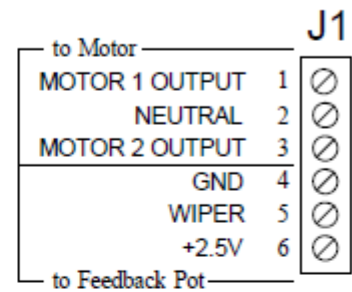 J1
to Motor
MOTOR 1 OUTPUT 1
NEUTRAL 2
MOTOR 2 OUTPUT 3
GND 4
WIPER 5
+2.5V 6
to Feedback Pot